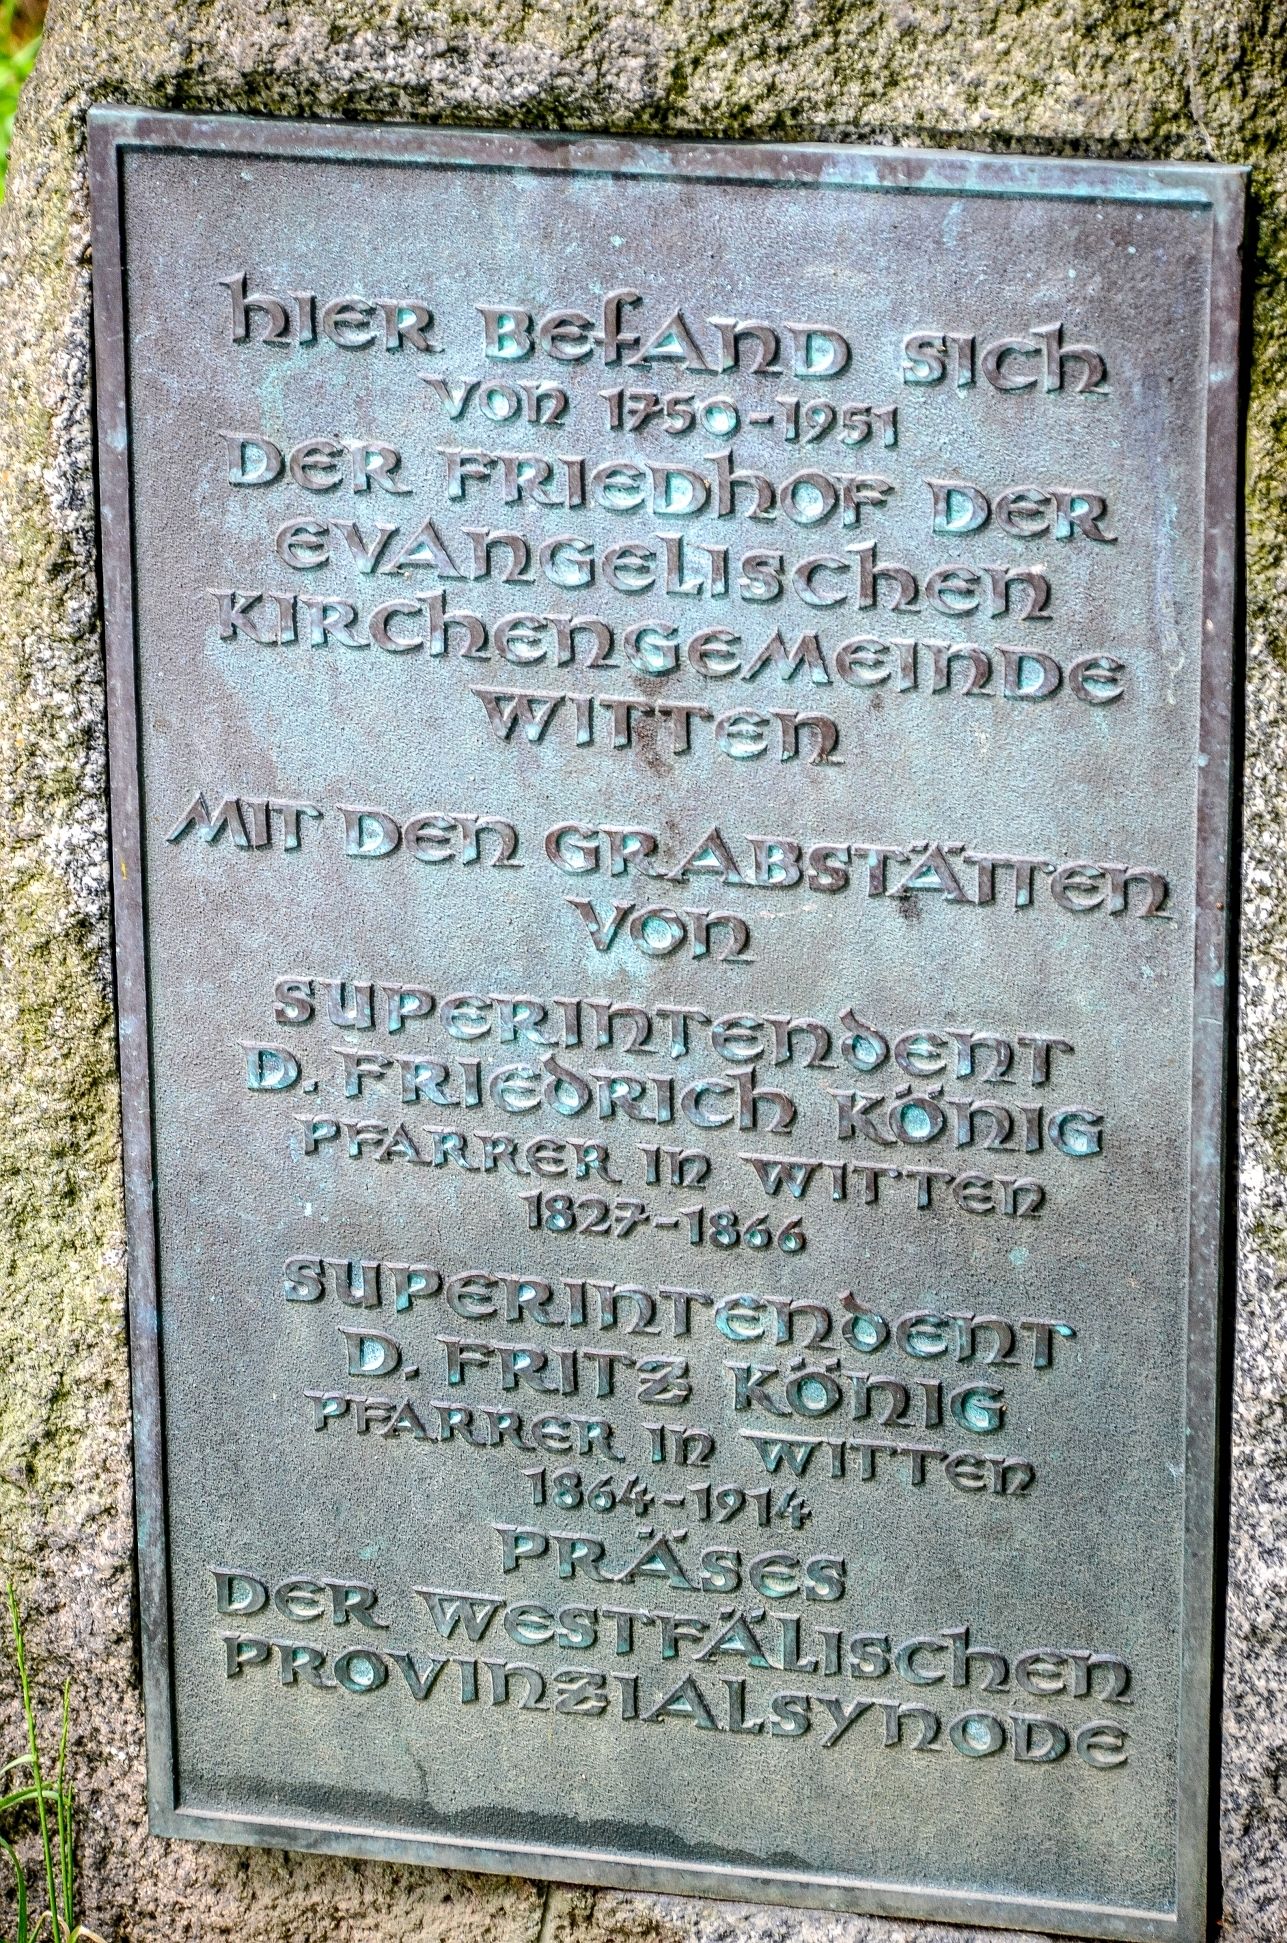 hier Befand sich
von 1750-1951
Der Friedhof Der
Evangelischen
Kirchengemeinde
Witten
Mit Den Grabstätten
von
Superintendent
D. Friedrich König
Pfarrer in Witten
1827-1866
Superintendent
D. Fritz König
Pfarrer in Witten
1864-1914
Präses
Der Westfälischen
Provinzialsynode